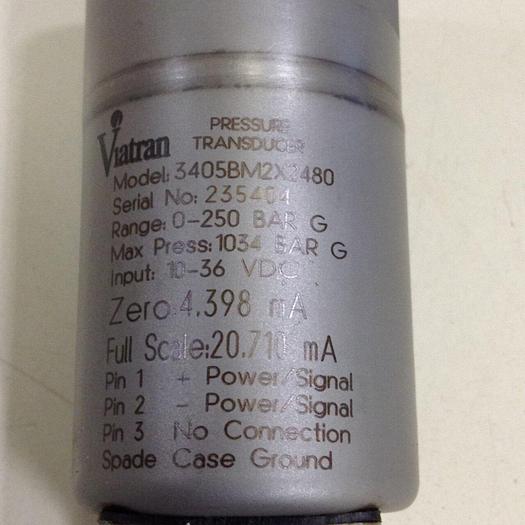 PRESSURE
Viatran TRANSDUCER
Model: 3405BM2X2480
Serial No: 235404
Range: 0-250 BAR G
Max Press: 1034 BAR G
Input: 10-36 VDC
Zero: 4.398 mA
Full Scale: 20.710 mA
Pin 1 + Power/Signal
Pin 2 - Power/Signal
Pin 3 No Connection
Spade Case Ground